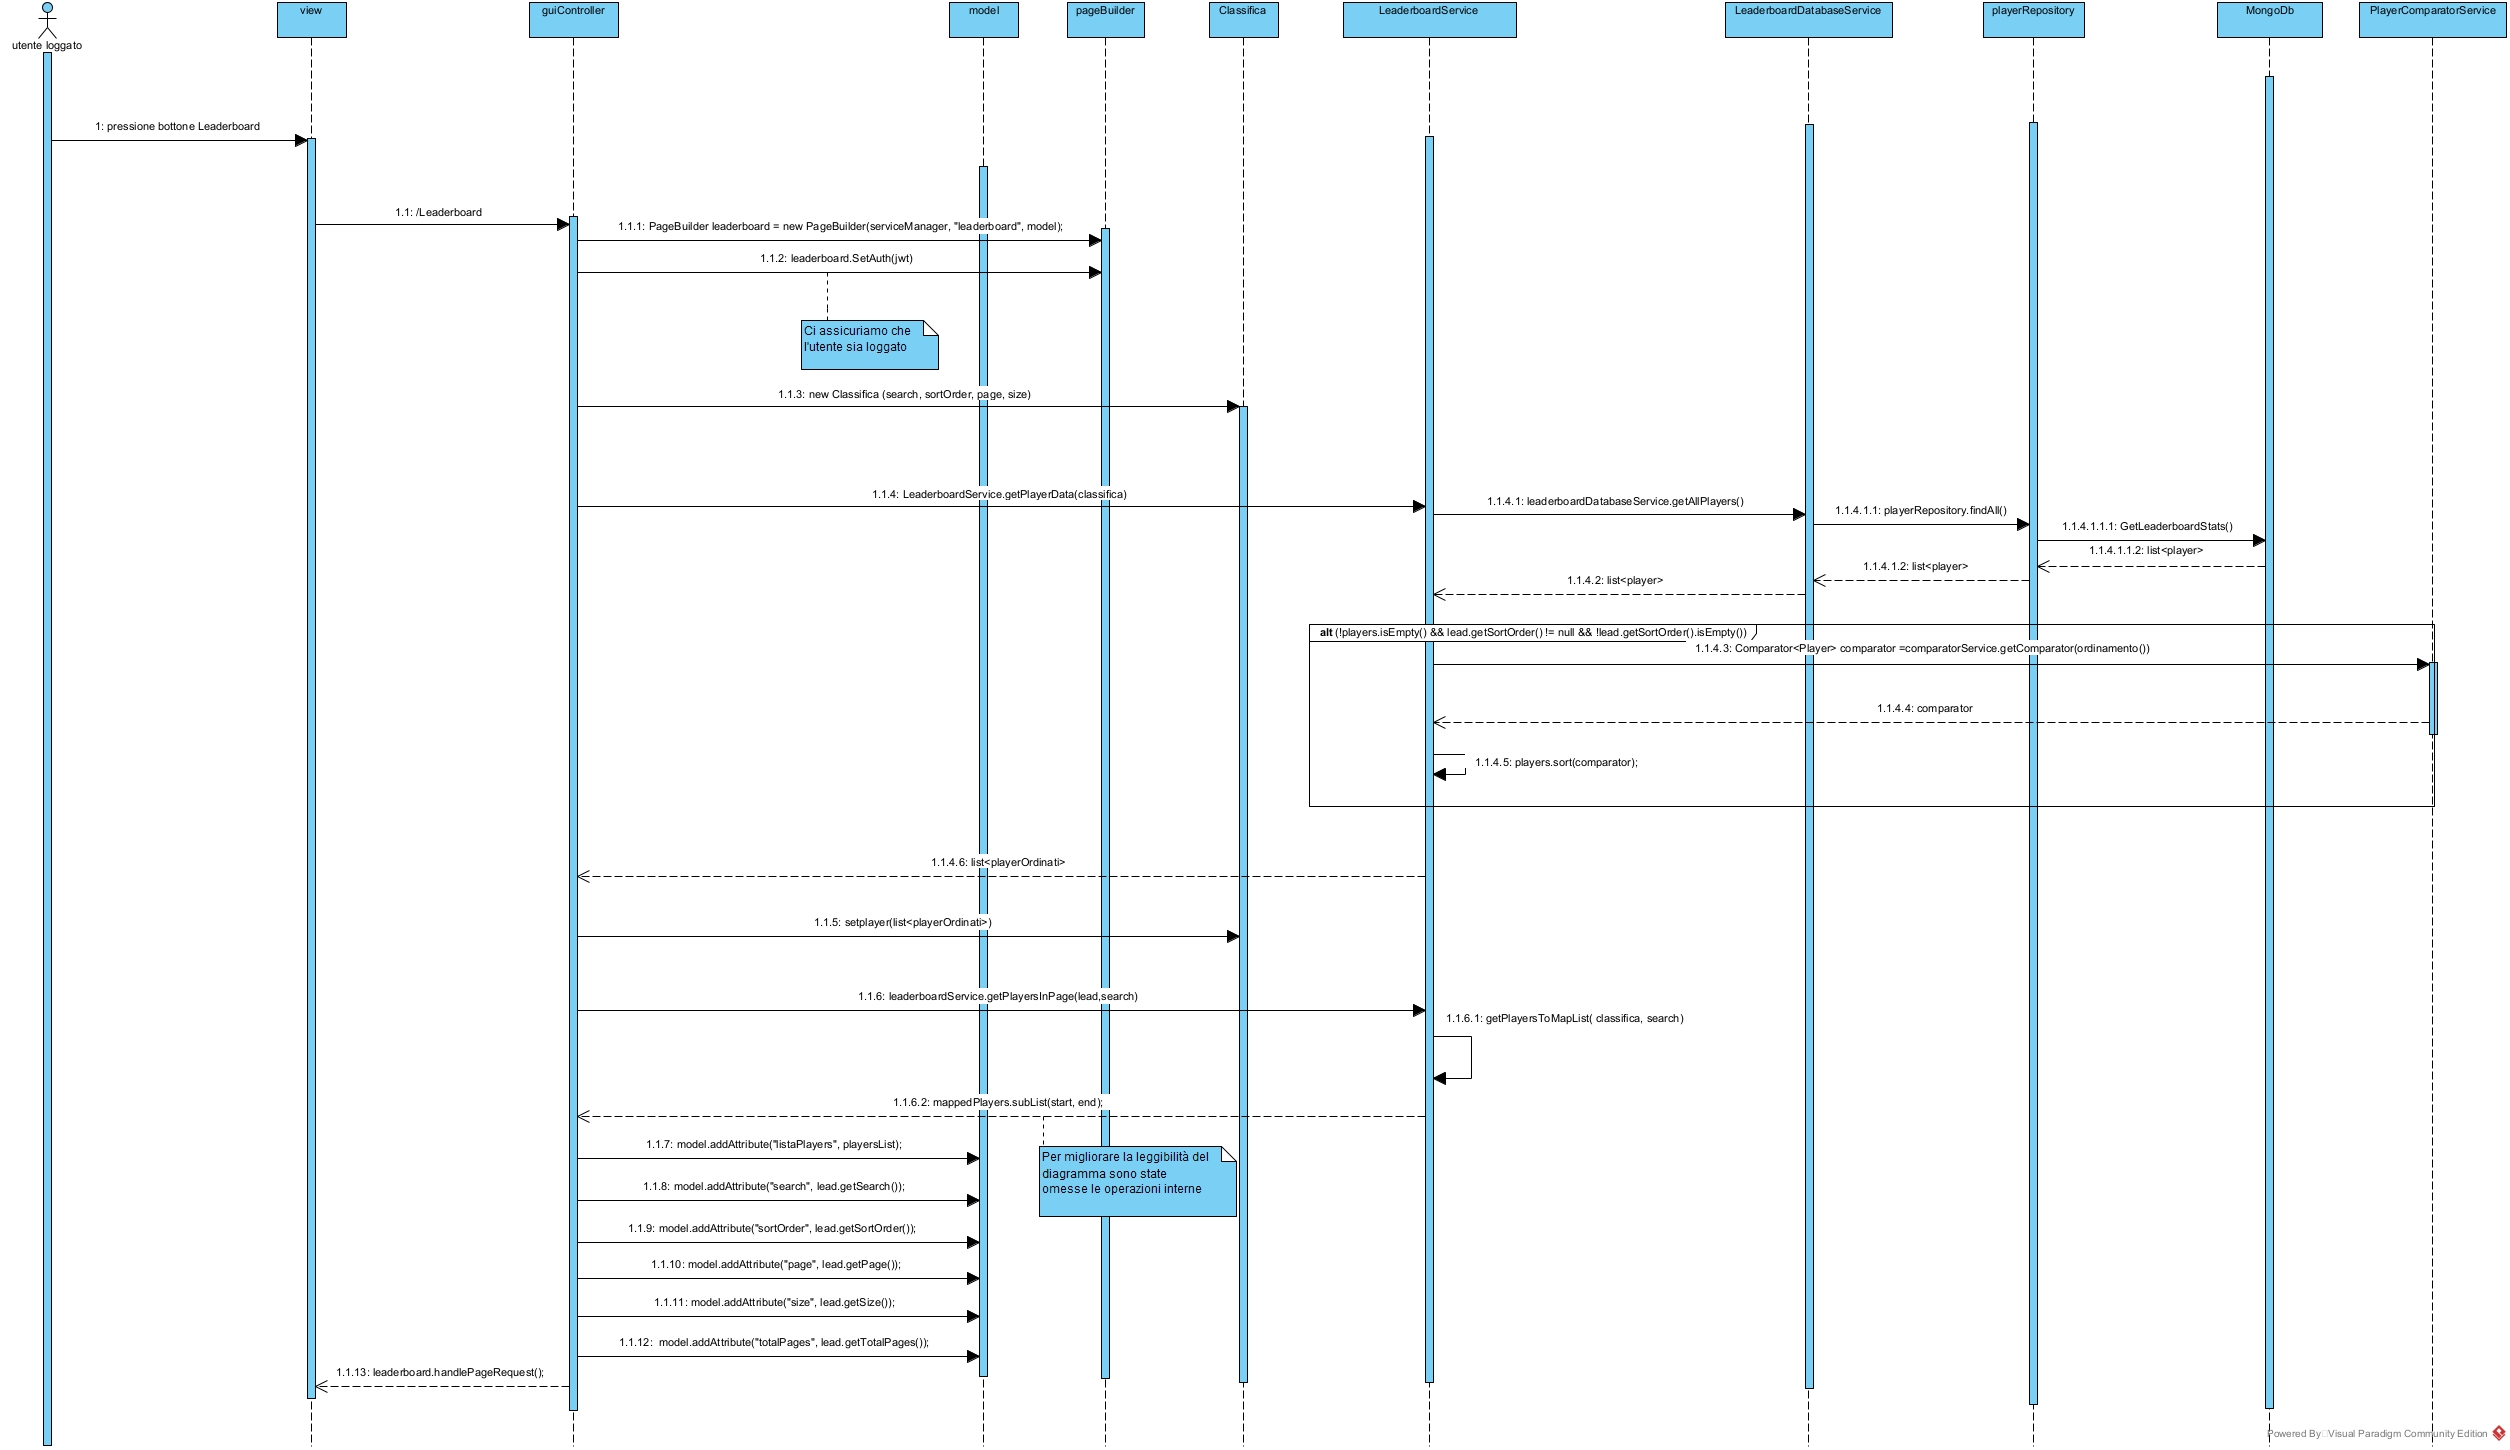 utente loggato
view
guiController
model
pageBuilder
Classifica
LeaderboardService
LeaderboardDatabaseService
playerRepository
MongoDb
PlayerComparatorService
1: pressione bottone Leaderboard
1.1: /Leaderboard
1.1.1: PageBuilder leaderboard = new PageBuilder(serviceManager, "leaderboard", model);
1.1.2: leaderboard.SetAuth(jwt)
Ci assicuriamo che
l'utente sia loggato
1.1.3: new Classifica (search, sortOrder, page, size)
1.1.4: LeaderboardService.getPlayerData(classifica)
1.1.4.1: leaderboardDatabaseService.getAllPlayers()
1.1.4.1.1: playerRepository.findAll()
1.1.4.1.1.1: GetLeaderboardStats()
1.1.4.1.1.2: list<player>
1.1.4.1.2: list<player>
1.1.4.2: list<player>
alt (!players.isEmpty() && lead.getSortOrder() != null && !lead.getSortOrder().isEmpty())
1.1.4.3: Comparator<Player> comparator =comparatorService.getComparator(ordinamento())
1.1.4.4: comparator
1.1.4.5: players.sort(comparator);
1.1.4.6: list<playerOrdinati>
1.1.5: setplayer(list<playerOrdinati>)
1.1.6: leaderboardService.getPlayersInPage(lead,search)
1.1.6.1: getPlayersToMapList( classifica, search)
1.1.6.2: mappedPlayers.subList(start, end);
1.1.7: model.addAttribute("listaPlayers", playersList);
Per migliorare la leggibilità del
diagramma sono state
omesse le operazioni interne
1.1.8: model.addAttribute("search", lead.getSearch());
1.1.9: model.addAttribute("sortOrder", lead.getSortOrder());
1.1.10: model.addAttribute("page", lead.getPage());
1.1.11: model.addAttribute("size", lead.getSize());
1.1.12: model.addAttribute("totalPages", lead.getTotalPages());
1.1.13: leaderboard.handlePageRequest();
Powered By Visual Paradigm Community Edition